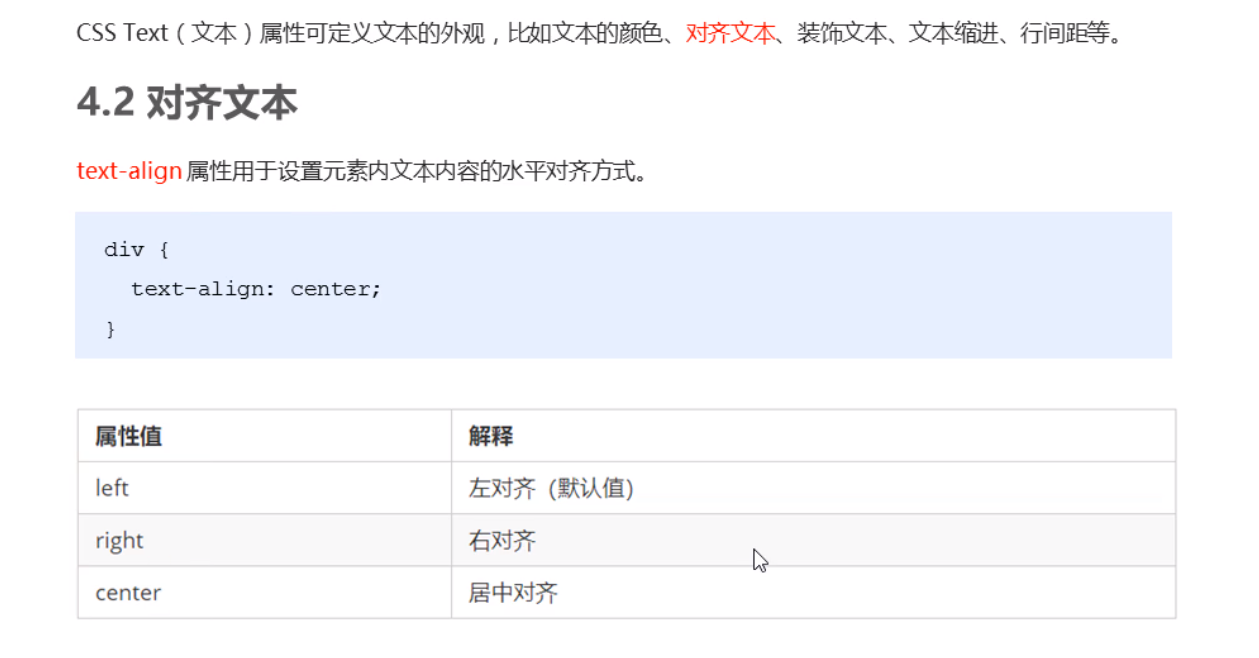 CSS Text ( 文本 ) 属性可定义文本的外观 , 比如文本的颜色、对齐文本、装饰文本、文本缩进、行间距等。
4.2 对齐文本
text-align 属性用于设置元素内文本内容的水平对齐方式。
div {
  text-align: center;
}
属性值 解释
left 左对齐 (默认值)
right 右对齐
center 居中对齐